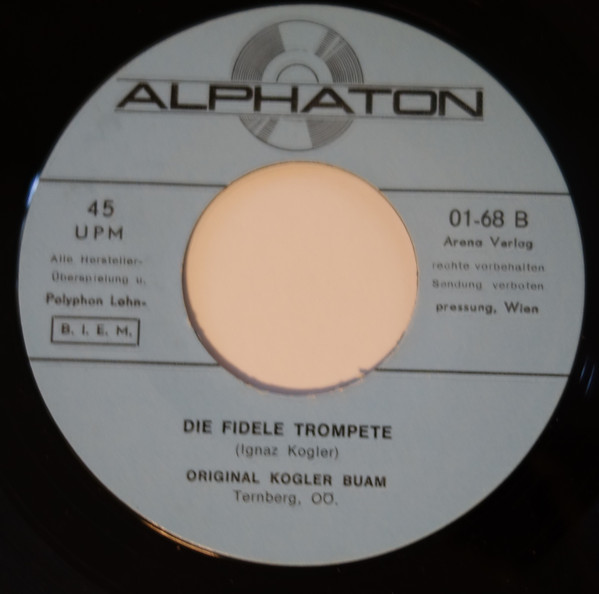 ALPHATON
45
UPM
Alle Hersteller-
Überspielung u.
Polyphon Lohn-
B. I. E. M.
01-68 B
Arena Verlag
rechte vorbehalten
Sendung verboten
pressung, Wien
DIE FIDELE TROMPETE
(Ignaz Kogler)
ORIGINAL KOGLER BUAM
Ternberg, OÖ.